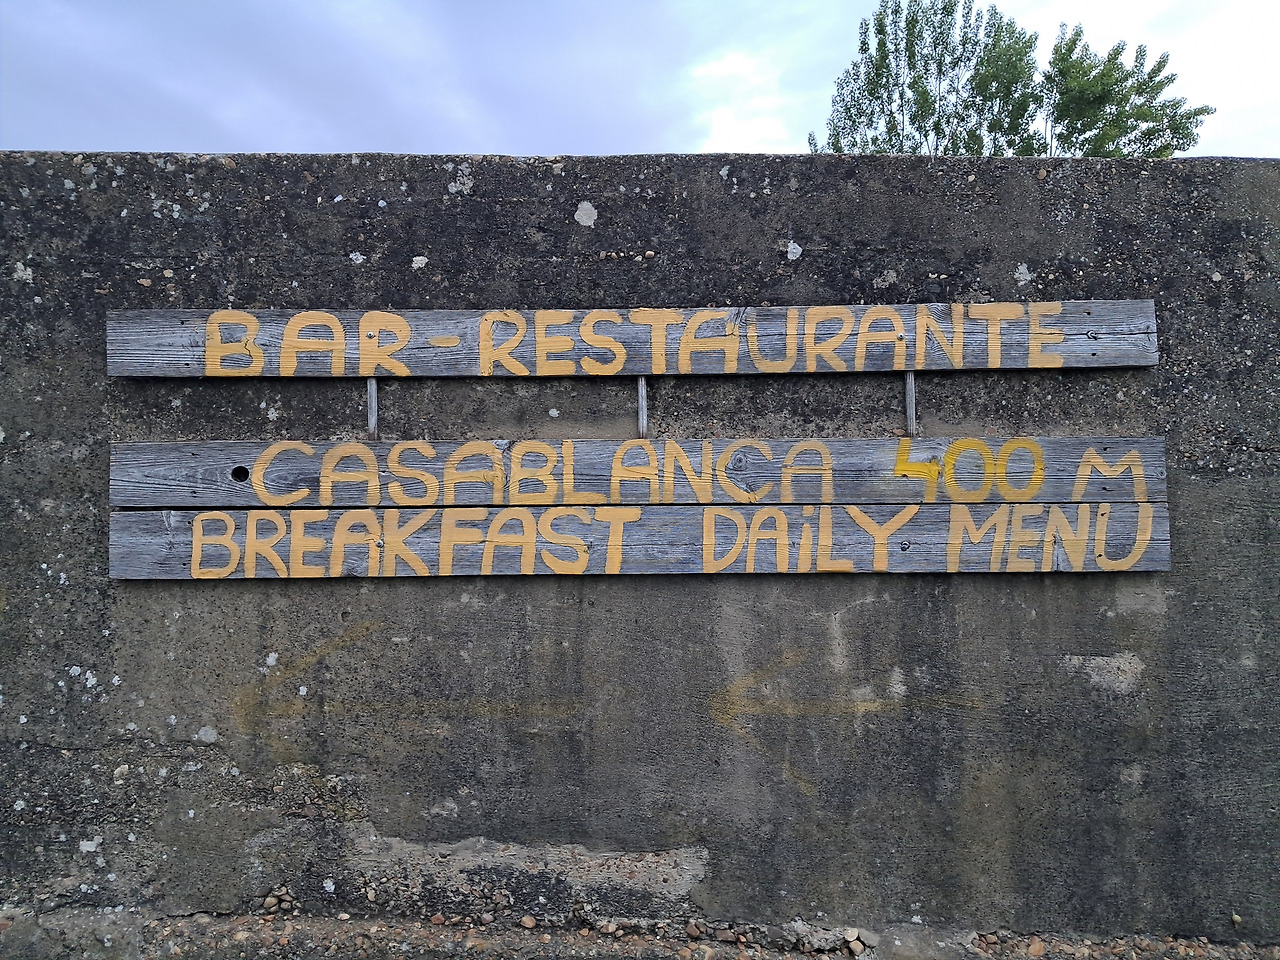 BAR-RESTAURANTE
CASABLANCA 400 M
BREAKFAST DAiLY MENU